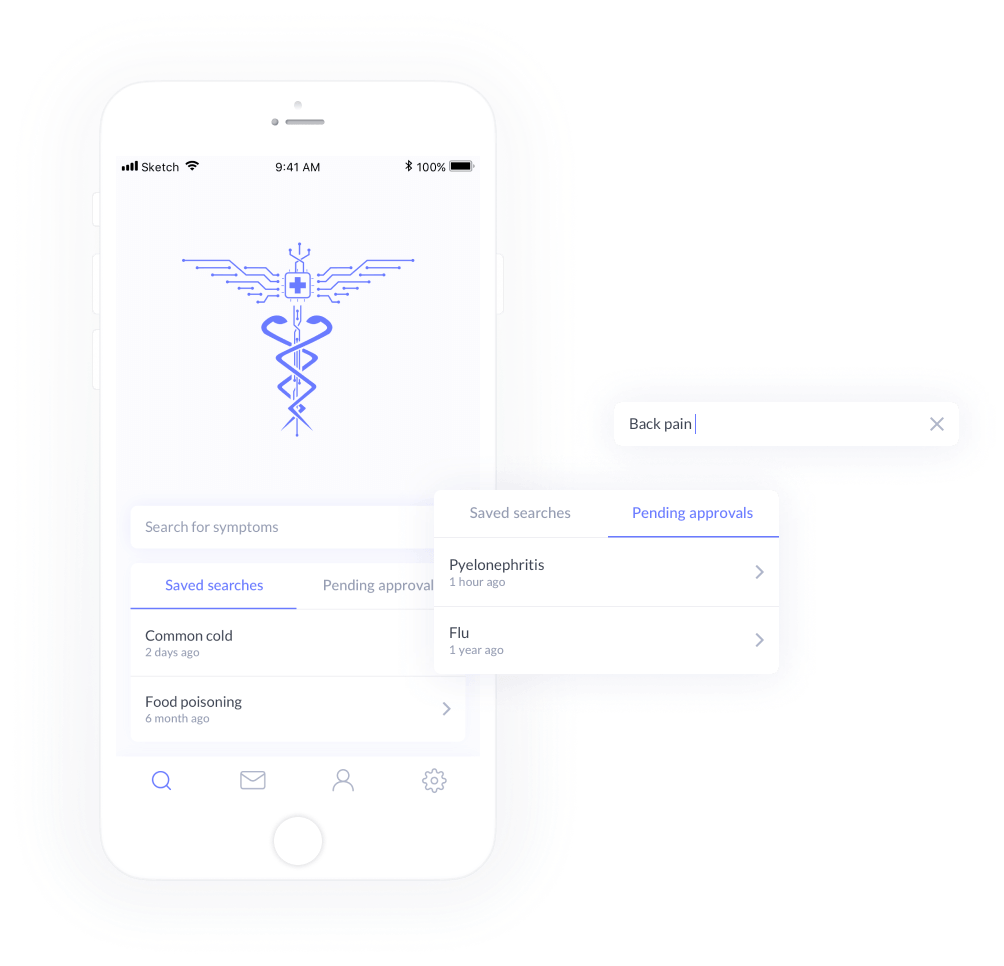 Sketch 9:41 AM 100%
Back pain
Search for symptoms
Saved searches Pending approval
Common cold
2 days ago
Food poisoning
6 month ago
Saved searches Pending approvals
Pyelonephritis
1 hour ago
Flu
1 year ago